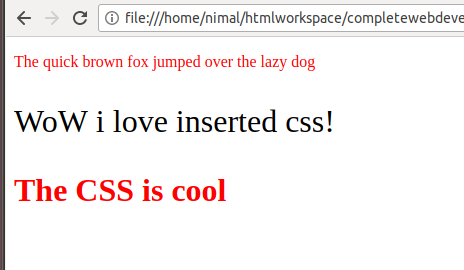 file:///home/nimal/htmlworkspace/completewebdeve
The quick brown fox jumped over the lazy dog
WoW i love inserted css!
The CSS is cool